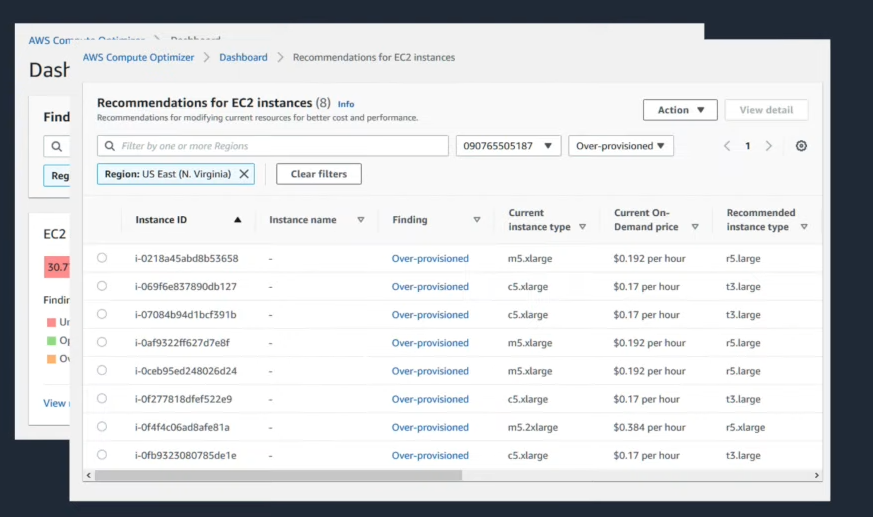 AWS Compute Optimizer > Dashboard
Dash
Find
Reg
EC2
30.7
Findin
Un
Op
Ov
View
AWS Compute Optimizer > Dashboard > Recommendations for EC2 instances
Recommendations for EC2 instances (8) Info
Recommendations for modifying current resources for better cost and performance.
Action ▼ View detail
Filter by one or more Regions 090765505187 ▼ Over-provisioned ▼ < 1 >
Region: US East (N. Virginia) X Clear filters
Instance ID ▲ Instance name ▽ Finding ▽ Current instance type ▽ Current On-Demand price ▽ Recommended instance type ▽
i-0218a45abd8b53658 - Over-provisioned m5.xlarge $0.192 per hour r5.large
i-069f6e837890db127 - Over-provisioned c5.xlarge $0.17 per hour t3.large
i-07084b94d1bcf391b - Over-provisioned c5.xlarge $0.17 per hour t3.large
i-0af9322ff627d7e8f - Over-provisioned m5.xlarge $0.192 per hour r5.large
i-0ceb95ed248026d24 - Over-provisioned m5.xlarge $0.192 per hour r5.large
i-0f277818dfef522e9 - Over-provisioned c5.xlarge $0.17 per hour t3.large
i-0f4f4c06ad8afe81a - Over-provisioned m5.2xlarge $0.384 per hour r5.xlarge
i-0fb9323080785de1e - Over-provisioned c5.xlarge $0.17 per hour t3.large